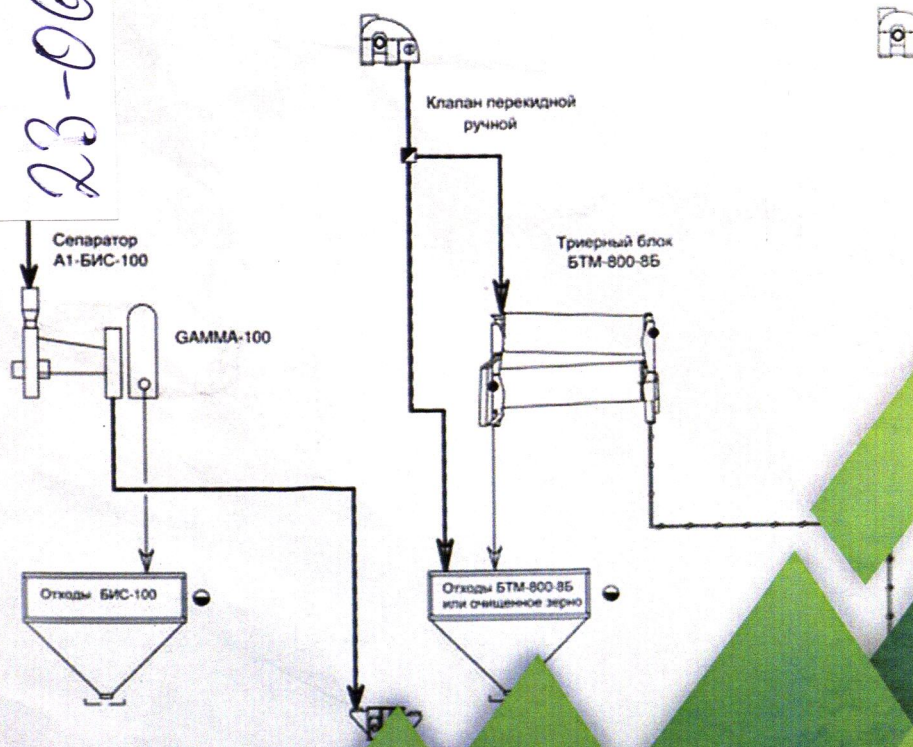 23-0
Клапан перекидной
ручной
Сепаратор
А1-БИС-100
Триерный блок
БТМ-800-8Б
GAMMA-100
Отходы БИС-100
Отходы БТМ-800-8Б
или очищенное зерно